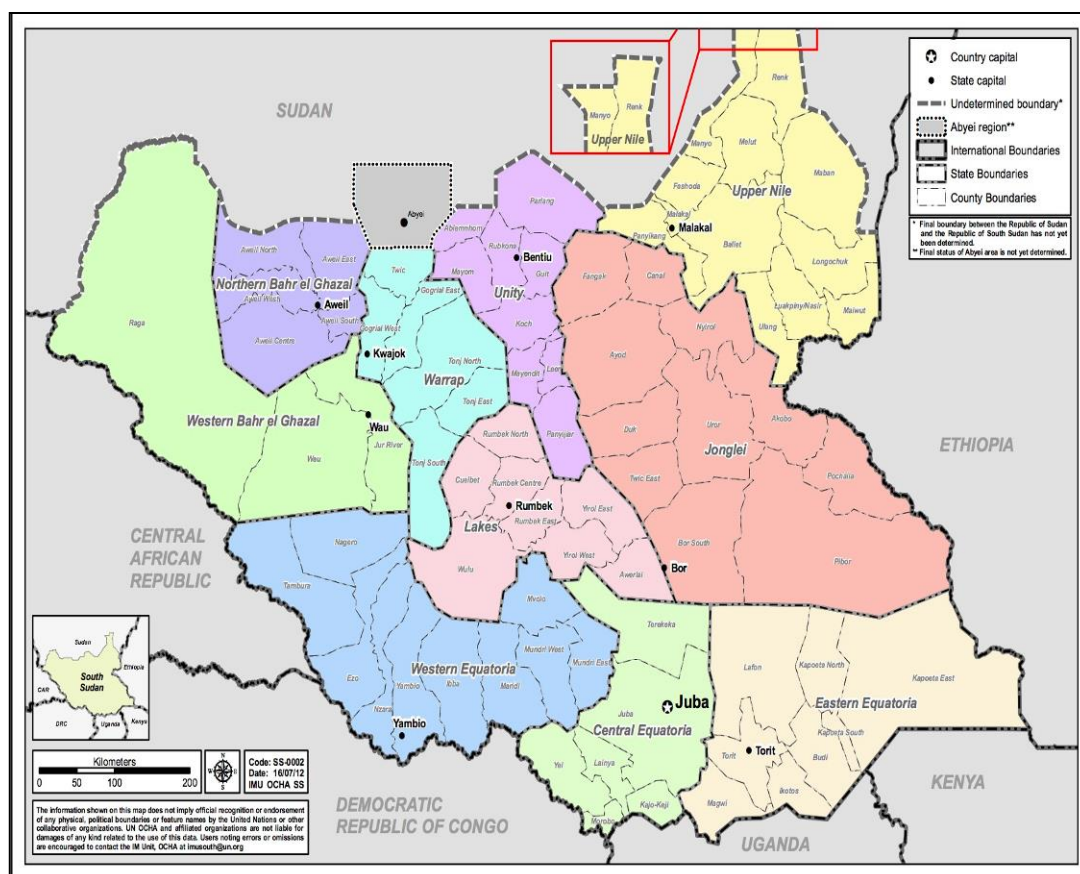 SUDAN
Manyo
Renk
Upper Nile
Renk
Manyo
Melut
Maban
Fashoda
Upper Nile
Malakal
Malakal
Panyikang
Baliet
Longochuk
Luakpiny/Nasir
Maiwut
Ulang
Country capital
State capital
Undetermined boundary*
Abyei region**
International Boundaries
State Boundaries
County Boundaries
* Final boundary between the Republic of Sudan
and the Republic of South Sudan has not yet
been determined.
** Final status of Abyei area is not yet determined.
Abyei
Pariang
Abiemnhom
Rubkona
Bentiu
Mayom
Guit
Unity
Koch
Mayendit
Leer
Panyijiar
Aweil North
Aweil East
Northern Bahr el Ghazal
Aweil West
Aweil
Aweil South
Aweil Centre
Twic
Gogrial East
Gogrial West
Kwajok
Tonj North
Warrap
Tonj East
Tonj South
Raga
Western Bahr el Ghazal
Wau
Jur River
Wau
Fangak
Canal
Nyirol
Ayod
Duk
Uror
Akobo
Jonglei
Twic East
Pochalla
Bor South
Pibor
Bor
ETHIOPIA
Rumbek North
Cueibet
Rumbek Centre
Rumbek
Rumbek East
Yirol East
Lakes
Yirol West
Wulu
Awerial
CENTRAL
AFRICAN
REPUBLIC
Nagero
Tambura
Mvolo
Mundri West
Mundri East
Western Equatoria
Ezo
Yambio
Ibba
Maridi
Nzara
Yambio
Terekeka
Juba
Juba
Central Equatoria
Yei
Lainya
Kajo-Keji
Morobo
Lafon
Kapoeta North
Kapoeta East
Eastern Equatoria
Kapoeta South
Torit
Torit
Budi
Ikotos
Magwi
KENYA
UGANDA
DEMOCRATIC
REPUBLIC OF CONGO
Sudan
Ethiopia
South
Sudan
CAR
DRC
Uganda
Kenya
Kilometers
0 50 100 200
N
W E
S
Code: SS-0002
Date: 16/07/12
IMU OCHA SS
The information shown on this map does not imply official recognition or endorsement
of any physical, political boundaries or feature names by the United Nations or other
collaborative organizations. UN OCHA and affiliated organizations are not liable for
damages of any kind related to the use of this data. Users noting errors or omissions
are encouraged to contact the IM Unit, OCHA at imusouth@un.org